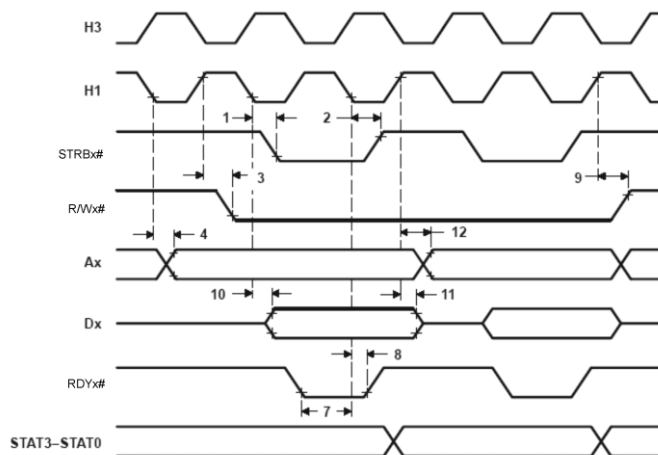 H3
H1
1
2
STRBx#
3
9
R/Wx#
4
12
Ax
10
11
Dx
8
RDYx#
7
STAT3–STAT0